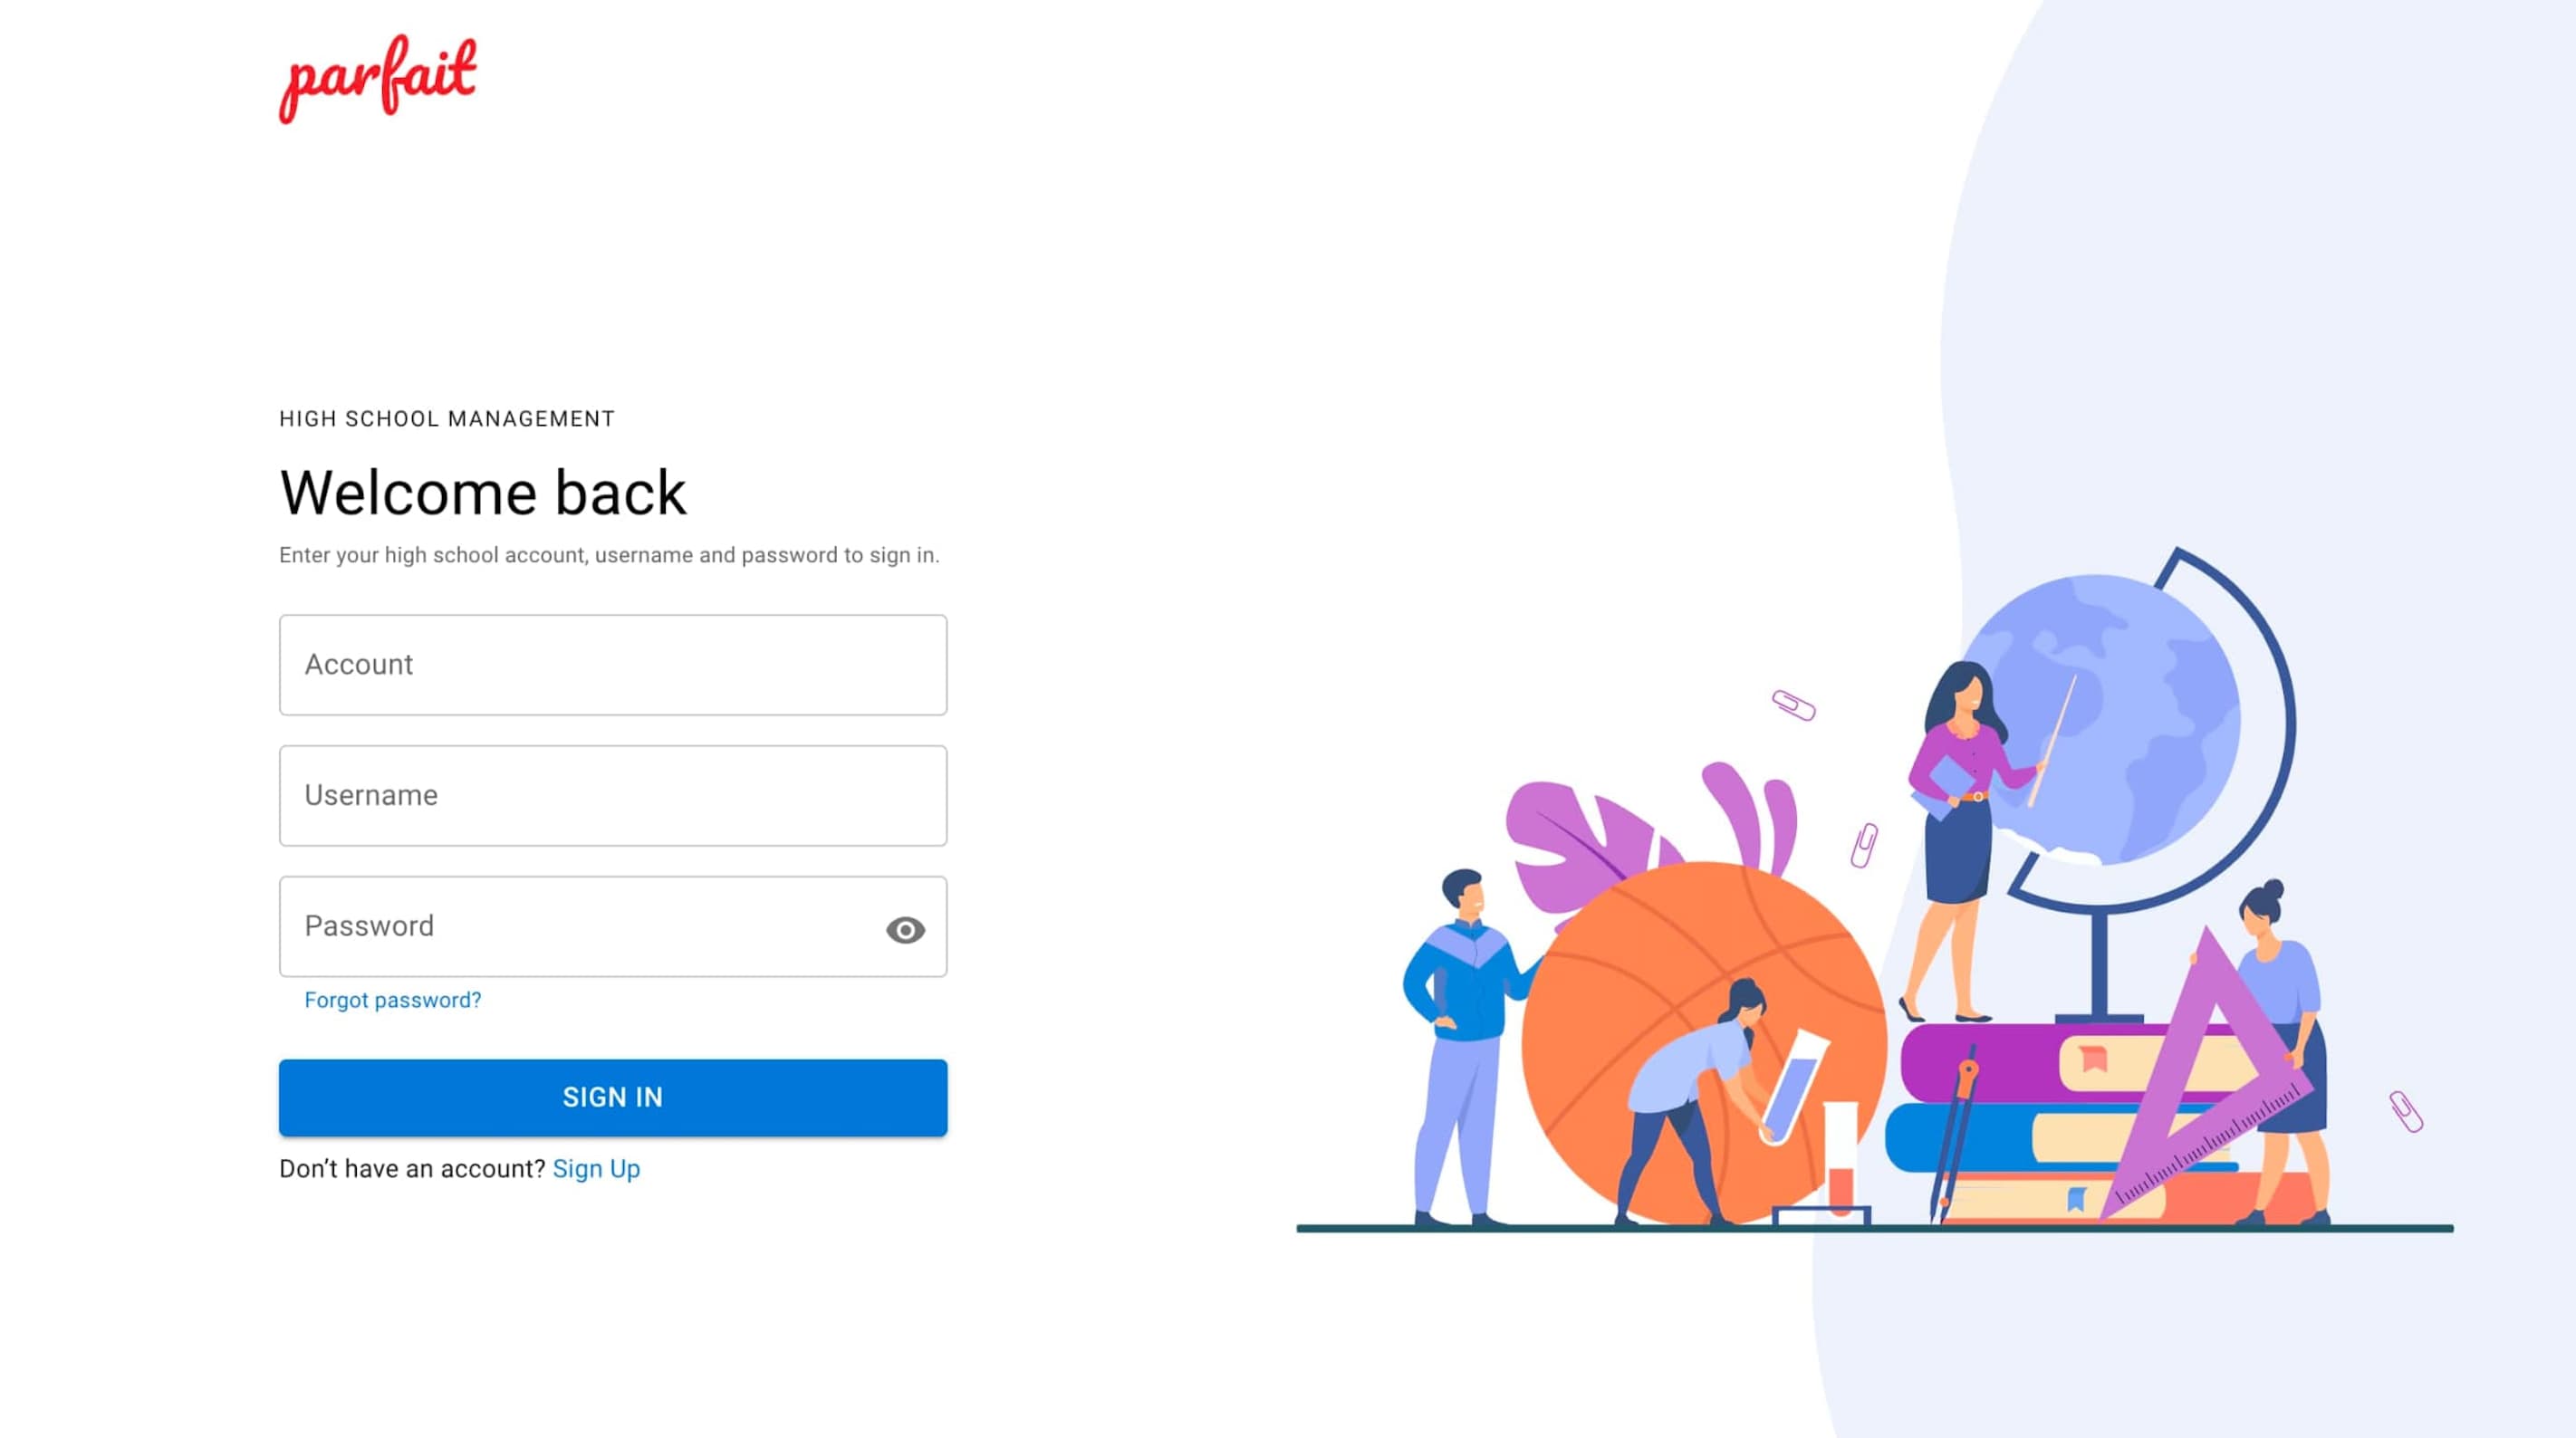 parfait
HIGH SCHOOL MANAGEMENT
Welcome back
Enter your high school account, username and password to sign in.
Account
Username
Password
Forgot password?
SIGN IN
Don’t have an account? Sign Up